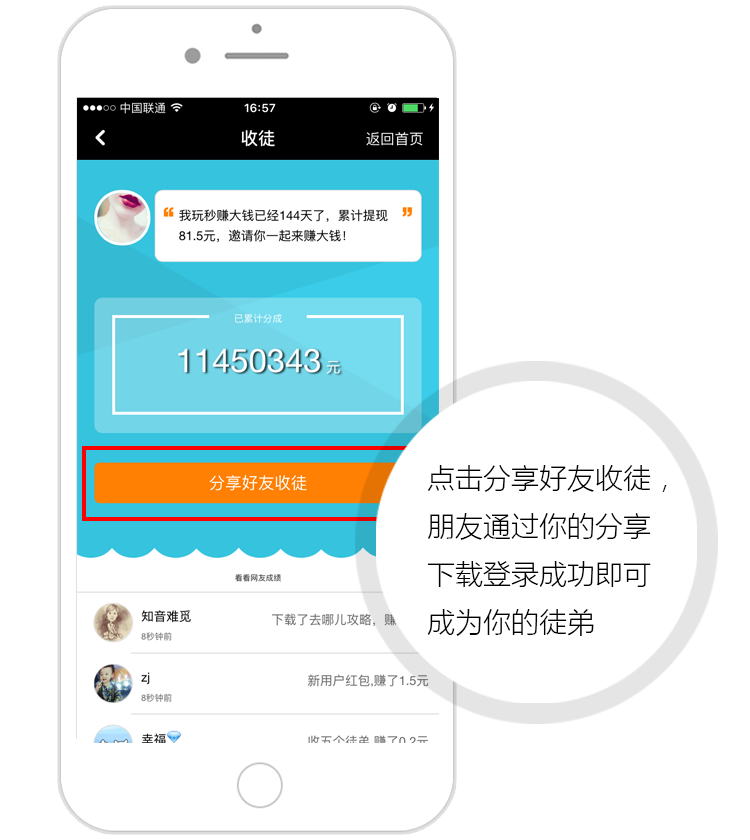 中国联通
16:57
收徒
返回首页
我玩秒赚大钱已经144天了，累计提现
81.5元，邀请你一起来赚大钱！
已累计分成
11450343 元
分享好友收徒
点击分享好友收徒，
朋友通过你的分享
下载登录成功即可
成为你的徒弟
看看网友成绩
知音难觅
下载了去哪儿攻略，赚
8秒钟前
zj
新用户红包,赚了1.5元
8秒钟前
幸福
收五个徒弟,赚了0.2元